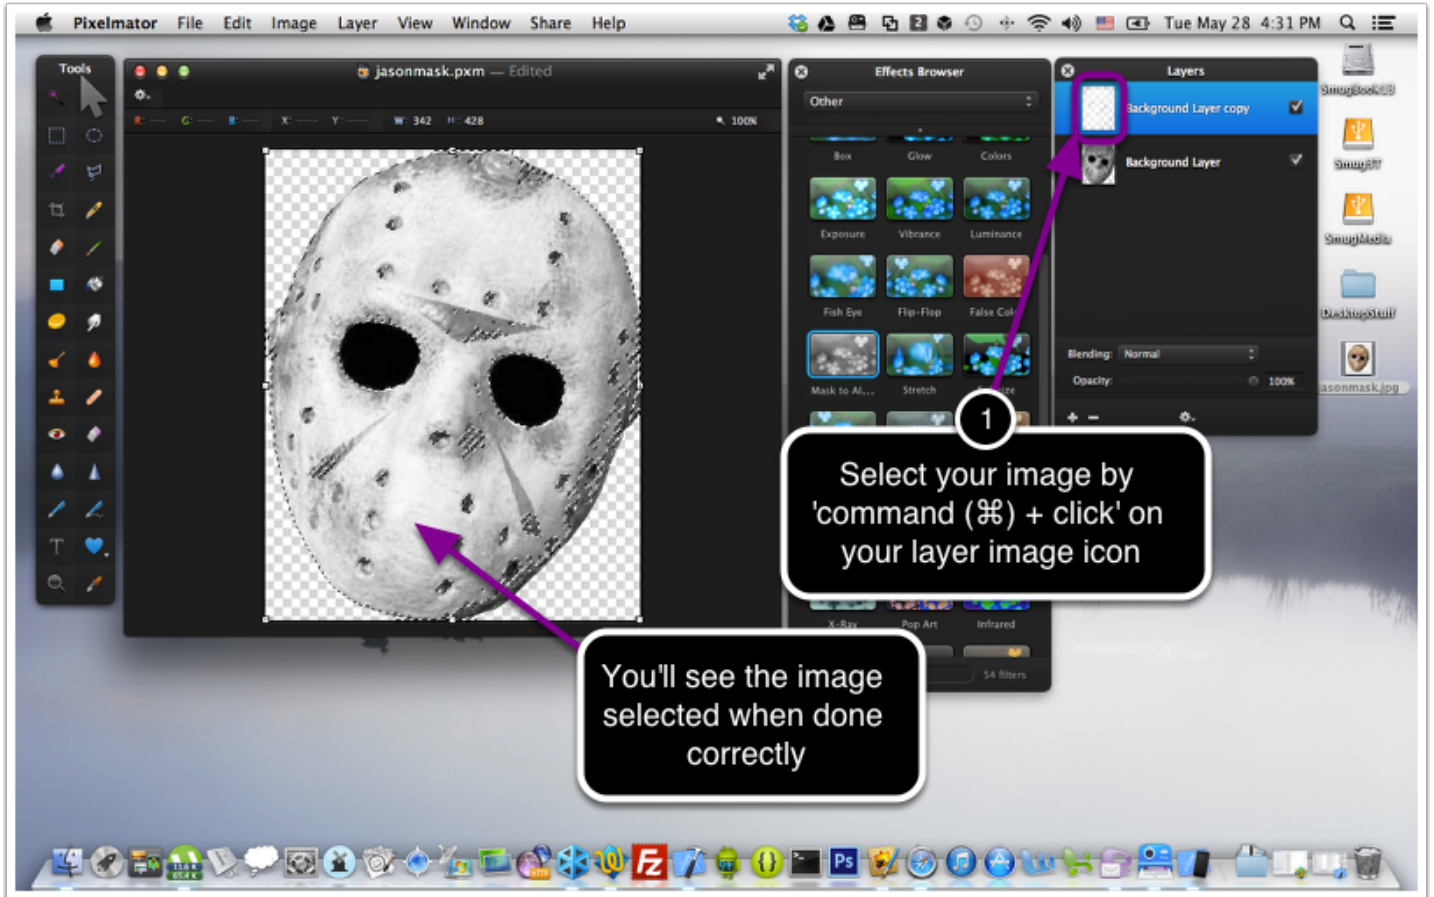 Pixelmator File Edit Image Layer View Window Share Help
2 Tue May 28 4:31 PM
Tools
jasonmask.pxm — Edited
R: ---- G: ---- B: ---- X: ---- Y: ---- W: 342 H: 428 100%
Effects Browser
Other
Box Glow Colors
Exposure Vibrance Luminance
Fish Eye Flip-Flop
Mask to Al... Stretch
X-Ray Pop Art Infrared
54 filters
Layers
Background Layer copy
Background Layer
Blending: Normal
Opacity: 100%
SmugMedia
DesktopStuff
jasonmask.jpg
1
Select your image by
'command (⌘) + click' on
your layer image icon
You'll see the image
selected when done
correctly
T
Fz
Ps